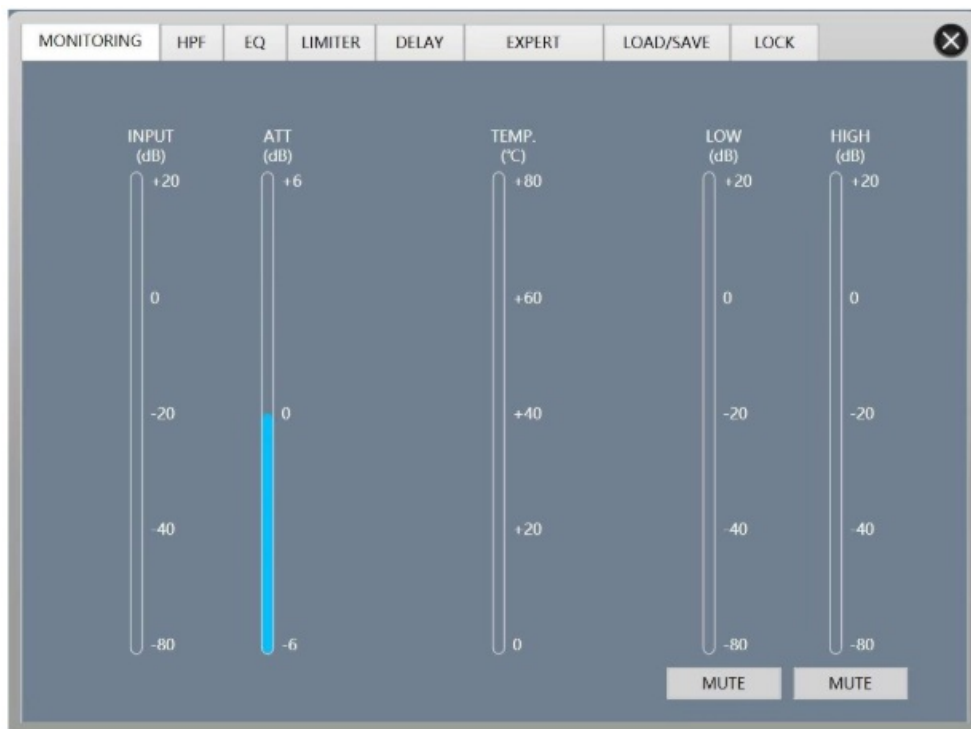 MONITORING HPF EQ LIMITER DELAY EXPERT LOAD/SAVE LOCK
INPUT ATT TEMP. LOW HIGH
(dB) (dB) (℃) (dB) (dB)
+20 +6 +80 +20 +20
0 +60 0 0
-20 0 +40 -20 -20
-40 +20 -40 -40
-80 -6 0 -80 -80
MUTE MUTE